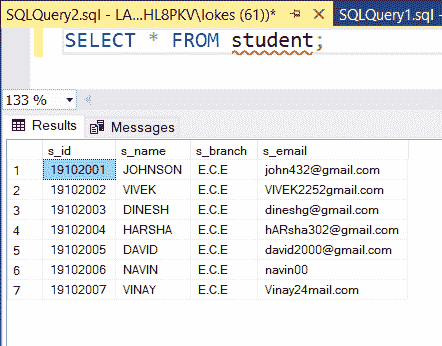 SQLQuery2.sql - LA...HL8PKV\lokes (61))* SQLQuery1.sql -
SELECT * FROM student;
133 %
Results Messages
s_id s_name s_branch s_email
1 19102001 JOHNSON E.C.E john432@gmail.com
2 19102002 VIVEK E.C.E VIVEK2252gmail.com
3 19102003 DINESH E.C.E dineshg@gmail.com
4 19102004 HARSHA E.C.E hARsha302@gmail.com
5 19102005 DAVID E.C.E david2000@gmail.com
6 19102006 NAVIN E.C.E navin00
7 19102007 VINAY E.C.E Vinay24mail.com